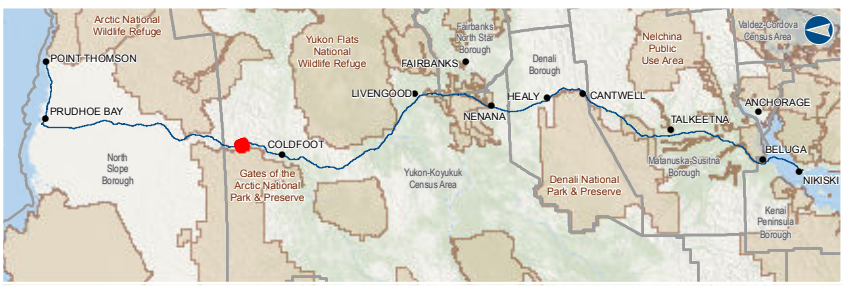 Arctic National
Wildlife Refuge
POINT THOMSON
PRUDHOE BAY
North
Slope
Borough
COLDFOOT
Gates of the
Arctic National
Park & Preserve
Yukon Flats
National
Wildlife Refuge
LIVENGOOD
FAIRBANKS
Fairbanks
North Star
Borough
NENANA
Yukon-Koyukuk
Census Area
Denali
Borough
HEALY
CANTWELL
Denali National
Park & Preserve
Nelchina
Public
Use Area
TALKEETNA
Matanuska-Susitna
Borough
Valdez-Cordova
Census Area
ANCHORAGE
BELUGA
NIKISKI
Kenai
Peninsula
Borough